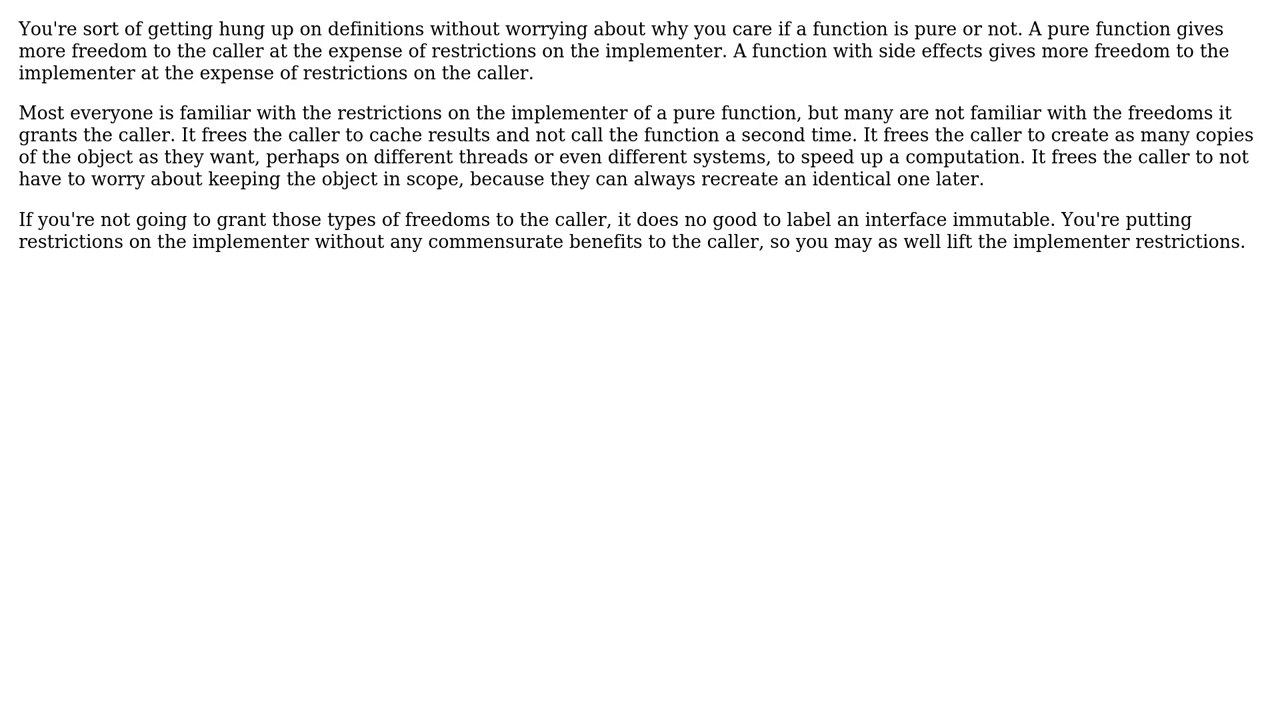 You're sort of getting hung up on definitions without worrying about why you care if a function is pure or not. A pure function gives
more freedom to the caller at the expense of restrictions on the implementer. A function with side effects gives more freedom to the
implementer at the expense of restrictions on the caller.
Most everyone is familiar with the restrictions on the implementer of a pure function, but many are not familiar with the freedoms it
grants the caller. It frees the caller to cache results and not call the function a second time. It frees the caller to create as many copies
of the object as they want, perhaps on different threads or even different systems, to speed up a computation. It frees the caller to not
have to worry about keeping the object in scope, because they can always recreate an identical one later.
If you're not going to grant those types of freedoms to the caller, it does no good to label an interface immutable. You're putting
restrictions on the implementer without any commensurate benefits to the caller, so you may as well lift the implementer restrictions.